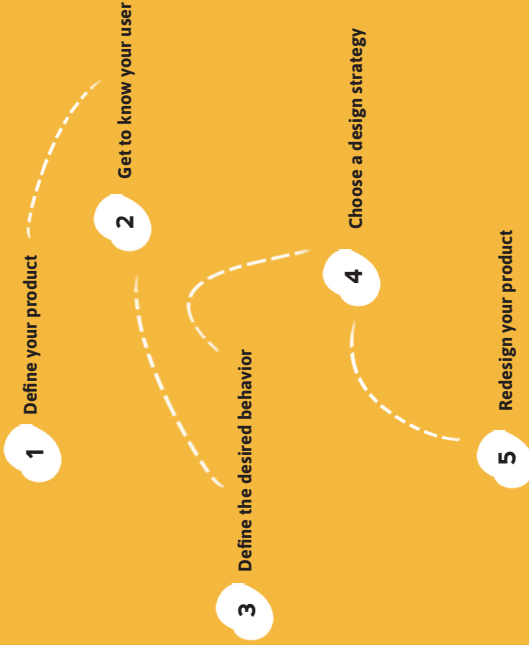 1 Define your product
2 Get to know your user
3 Define the desired behavior
4 Choose a design strategy
5 Redesign your product